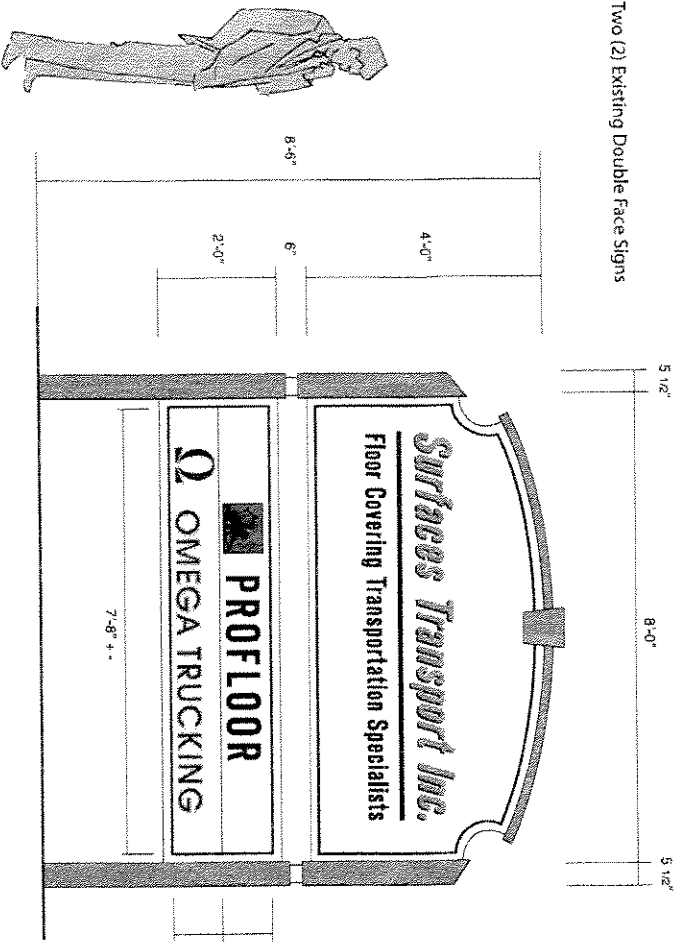 Two (2) Existing Double Face Signs
5 1/2"
8'-0"
5 1/2"
8'-6"
4'-0"
6"
2'-0"
Surfaces Transport Inc.
Floor Covering Transportation Specialists
PROFLOOR
Ω OMEGA TRUCKING
7'-8" + -